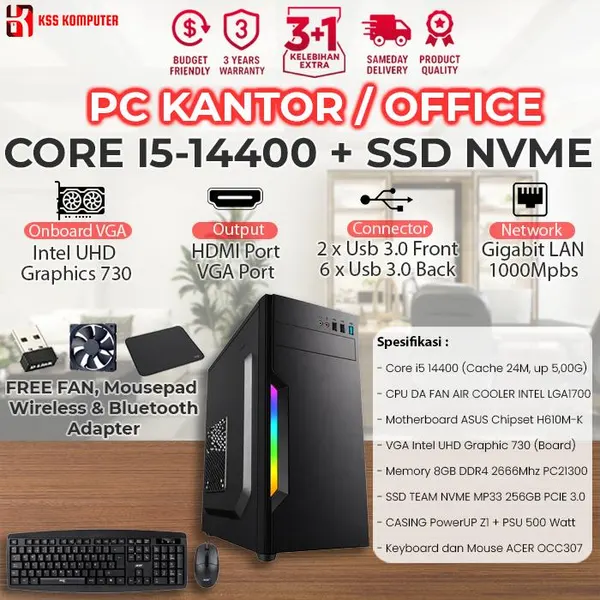 KSS KOMPUTER
BUDGET
FRIENDLY
3
3 YEARS
WARRANTY
3+1
KELEBIHAN
EXTRA
SAMEDAY
DELIVERY
PRODUCT
QUALITY
PC KANTOR / OFFICE
CORE I5-14400 + SSD NVME
Onboard VGA
Intel UHD
Graphics 730
Output
HDMI Port
VGA Port
Connector
2 x Usb 3.0 Front
6 x Usb 3.0 Back
Network
Gigabit LAN
1000Mpbs
FREE FAN, Mousepad
Wireless & Bluetooth
Adapter
Spesifikasi :
- Core i5 14400 (Cache 24M, up 5,00G)
- CPU DA FAN AIR COOLER INTEL LGA1700
- Motherboard ASUS Chipset H610M-K
- VGA Intel UHD Graphic 730 (Board)
- Memory 8GB DDR4 2666Mhz PC21300
- SSD TEAM NVME MP33 256GB PCIE 3.0
- CASING PowerUP Z1 + PSU 500 Watt
- Keyboard dan Mouse ACER OCC307